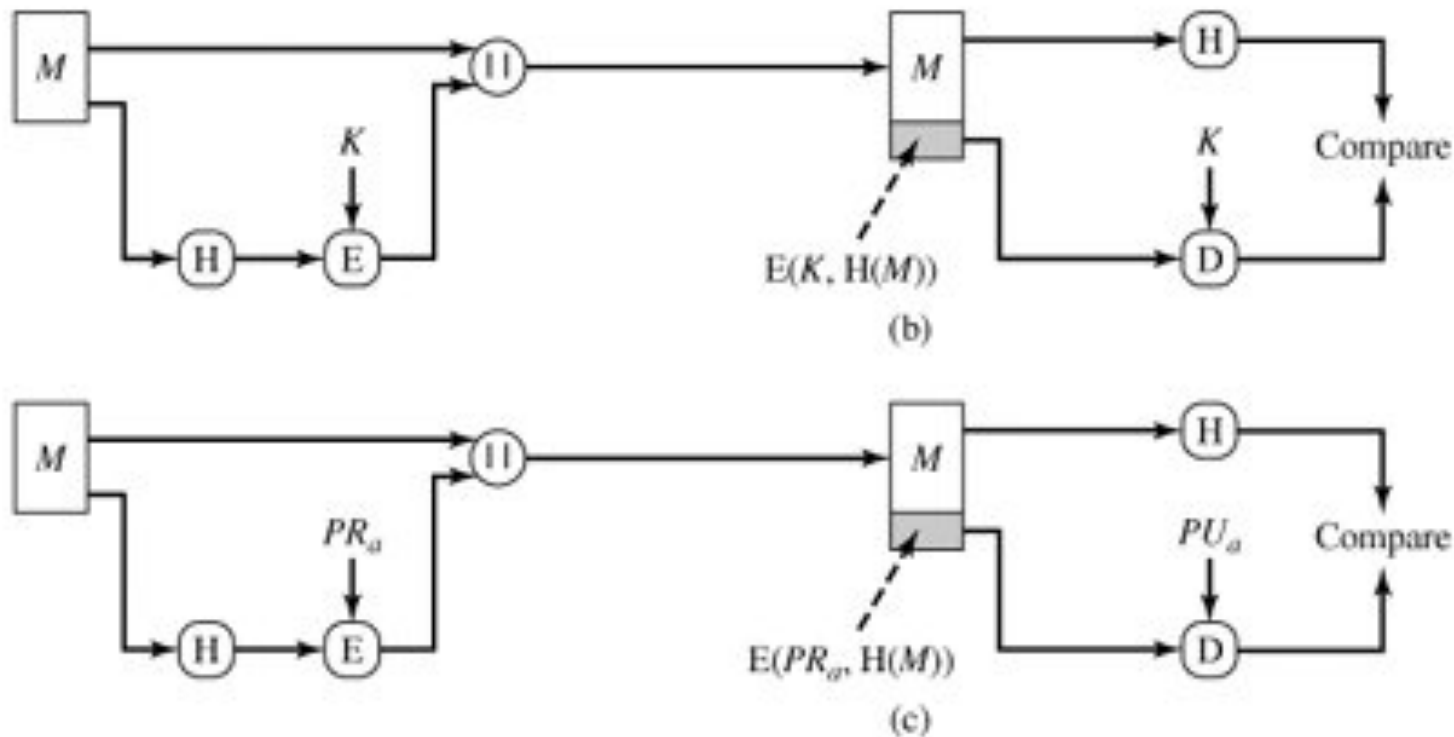 M
||
M
H
K
K
Compare
H
E
D
E(K, H(M))
(b)
M
||
M
H
PRₐ
PUₐ
Compare
H
E
D
E(PRₐ, H(M))
(c)